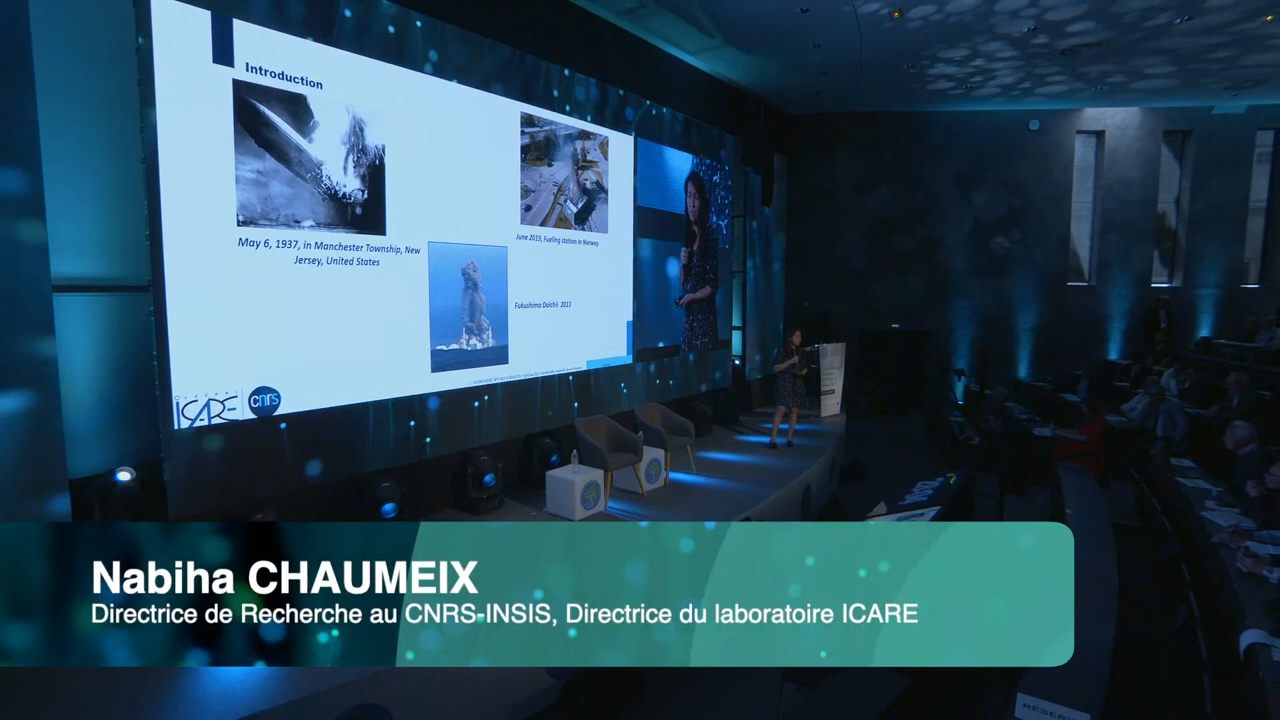 Introduction
May 6, 1937, in Manchester Township, New
Jersey, United States
June 2019, Fueling station in Norway
Fukushima Daichii 2011
ICARE
cnrs
Nabiha CHAUMEIX
Directrice de Recherche au CNRS-INSIS, Directrice du laboratoire ICARE